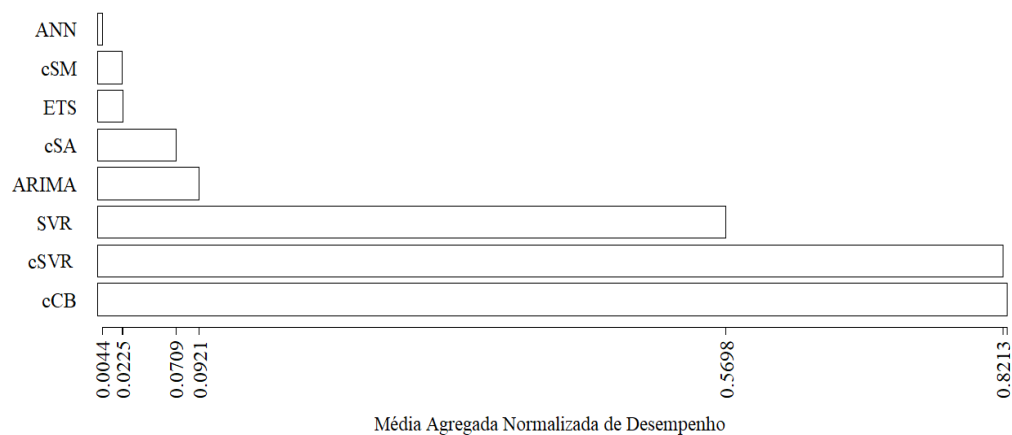 ANN
cSM
ETS
cSA
ARIMA
SVR
cSVR
cCB
0.0044
0.0225
0.0709
0.0921
0.5698
0.8213
Média Agregada Normalizada de Desempenho